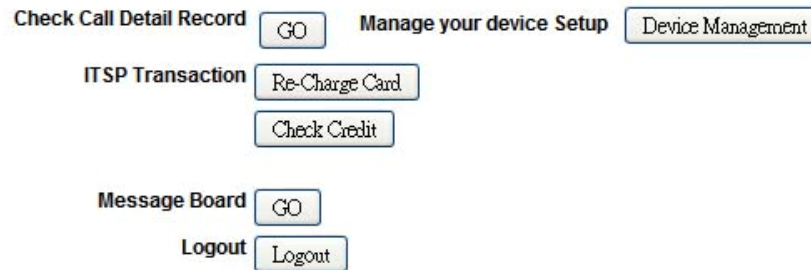 Check Call Detail Record GO Manage your device Setup Device Management
ITSP Transaction Re-Charge Card
Check Credit
Message Board GO
Logout Logout